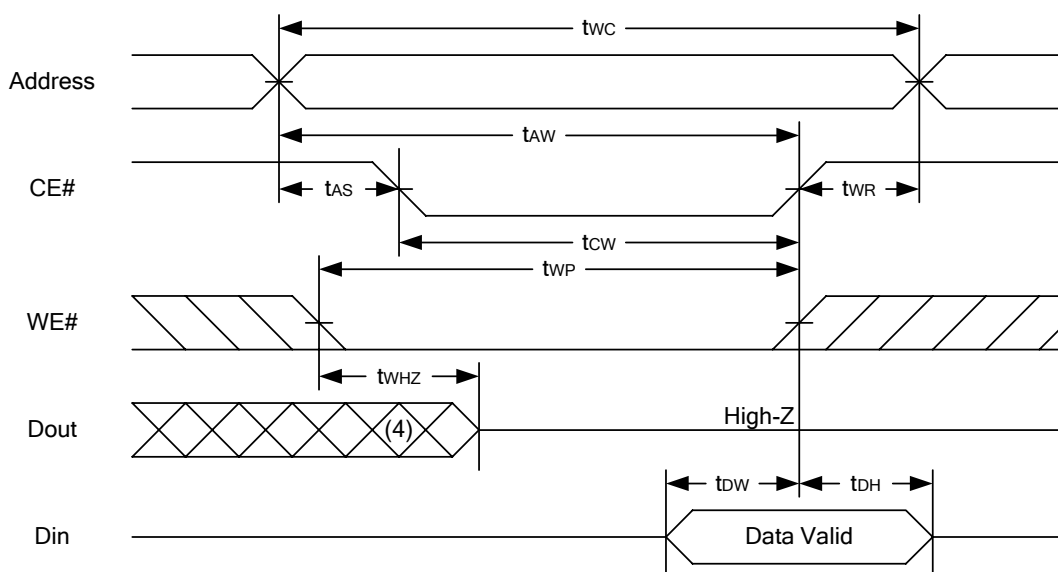 tWC
Address
tAW
CE#
tAS
tWR
tCW
tWP
WE#
tWHZ
Dout
(4)
High-Z
tDW
tDH
Din
Data Valid